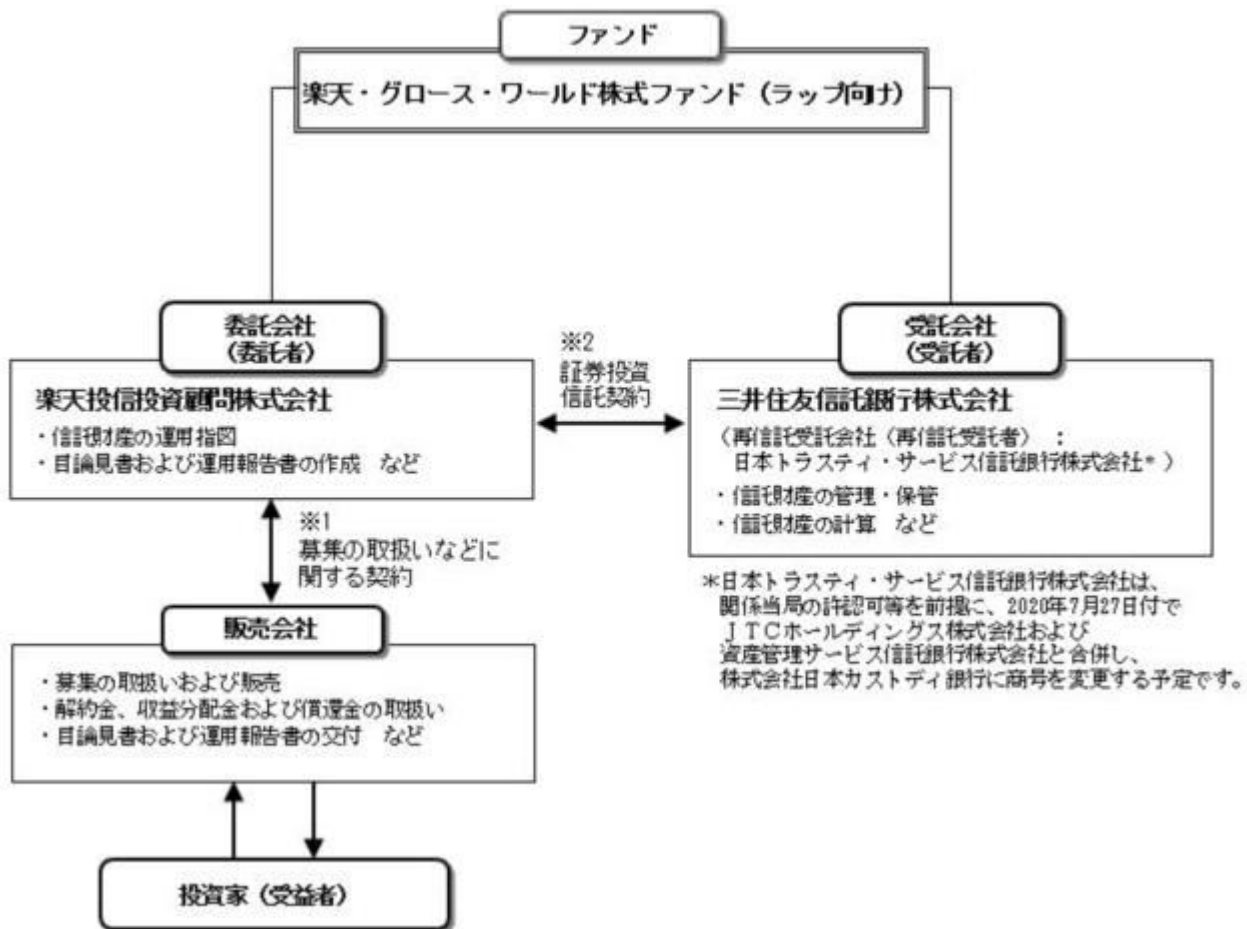 ファンド
楽天・グロース・ワールド株式ファンド（ラップ向け）
委託会社
（委託者）
楽天投信投資顧問株式会社
・信託財産の運用指図
・目論見書および運用報告書の作成　など
※2
証券投資
信託契約
受託会社
（受託者）
三井住友信託銀行株式会社
（再信託受託会社（再信託受託者）：
日本トラスティ・サービス信託銀行株式会社*）
・信託財産の管理・保管
・信託財産の計算　など
※1
募集の取扱いなどに
関する契約
*日本トラスティ・サービス信託銀行株式会社は、
関係当局の許認可等を前提に、2020年7月27日付で
ＪＴＣホールディングス株式会社および
資産管理サービス信託銀行株式会社と合併し、
株式会社日本カストディ銀行に商号を変更する予定です。
販売会社
・募集の取扱いおよび販売
・解約金、収益分配金および償還金の取扱い
・目論見書および運用報告書の交付　など
投資家（受益者）